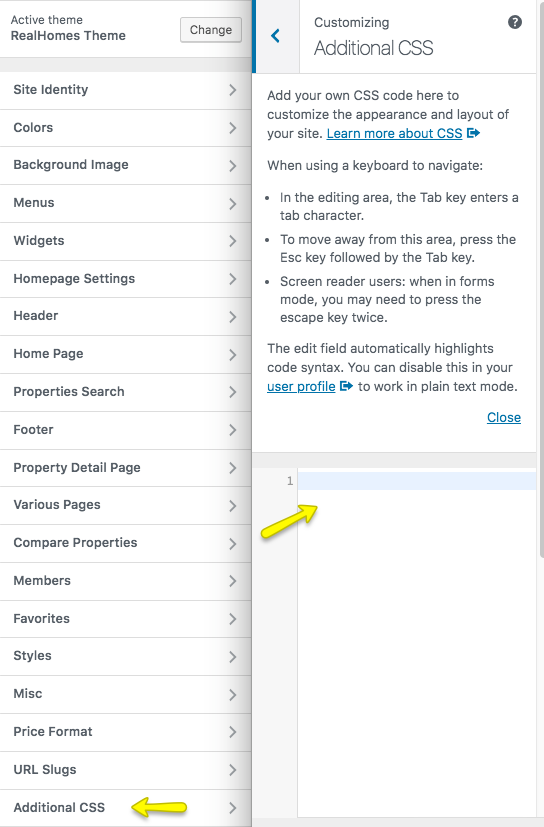 Active theme
RealHomes Theme
Change
Site Identity
Colors
Background Image
Menus
Widgets
Homepage Settings
Header
Home Page
Properties Search
Footer
Property Detail Page
Various Pages
Compare Properties
Members
Favorites
Styles
Misc
Price Format
URL Slugs
Additional CSS
Customizing
Additional CSS
Add your own CSS code here to
customize the appearance and layout of
your site. Learn more about CSS
When using a keyboard to navigate:
• In the editing area, the Tab key enters a
tab character.
• To move away from this area, press the
Esc key followed by the Tab key.
• Screen reader users: when in forms
mode, you may need to press the
escape key twice.
The edit field automatically highlights
code syntax. You can disable this in your
user profile to work in plain text mode.
Close
1